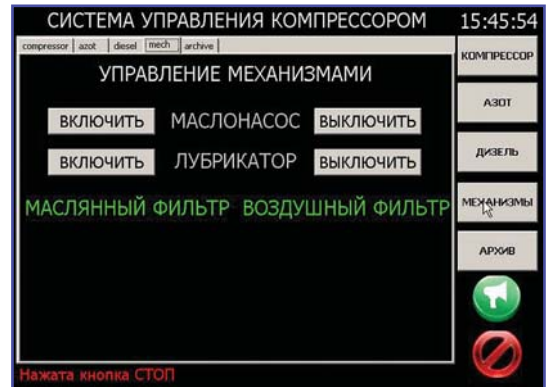 СИСТЕМА УПРАВЛЕНИЯ КОМПРЕССОРОМ 15:45:54
compressor azot diesel mech archive
УПРАВЛЕНИЕ МЕХАНИЗМАМИ
ВКЛЮЧИТЬ МАСЛОНАСОС ВЫКЛЮЧИТЬ
ВКЛЮЧИТЬ ЛУБРИКАТОР ВЫКЛЮЧИТЬ
МАСЛЯННЫЙ ФИЛЬТР ВОЗДУШНЫЙ ФИЛЬТР
Нажата кнопка СТОП
КОМПРЕССОР
АЗОТ
ДИЗЕЛЬ
МЕХАНИЗМЫ
АРХИВ